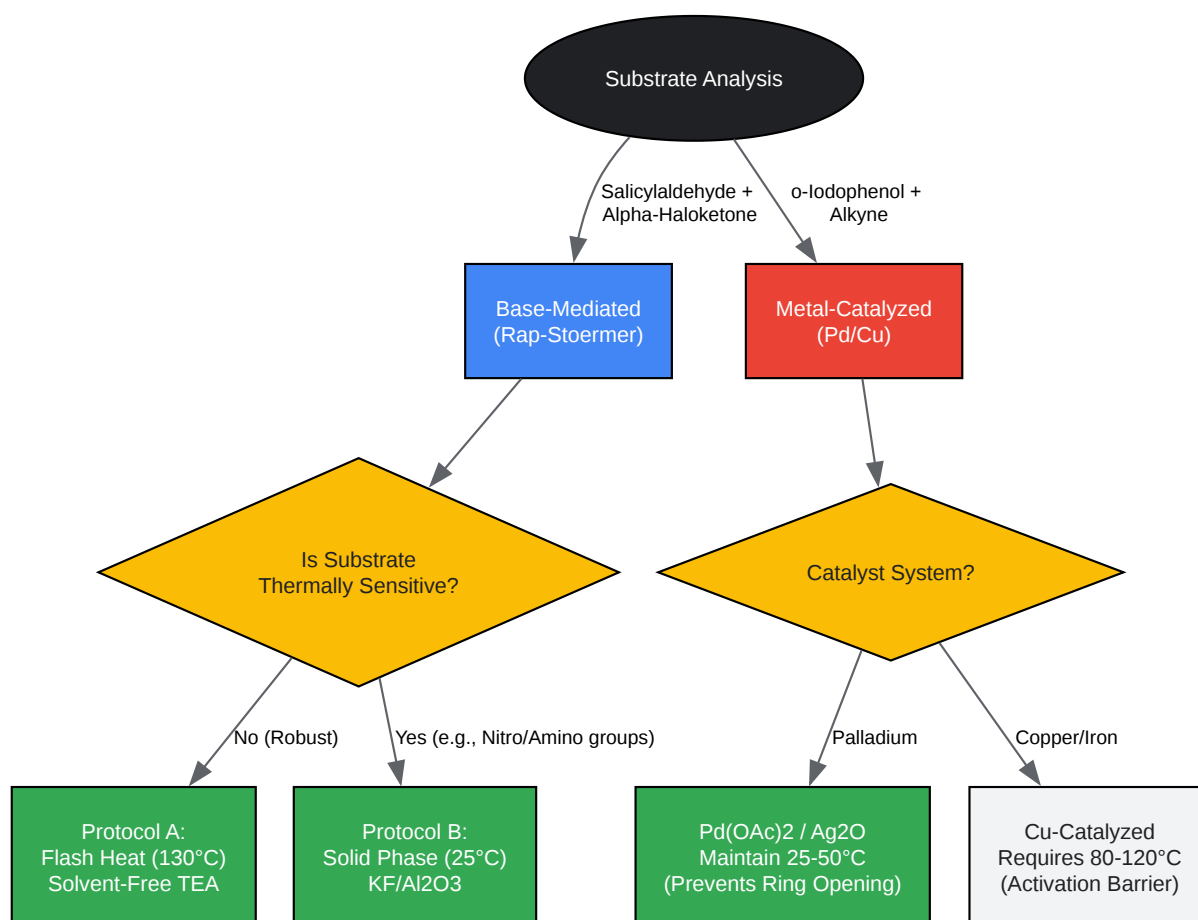 Substrate Analysis
Salicylaldehyde +
Alpha-Haloketone
o-Iodophenol +
Alkyne
Base-Mediated
(Rap-Stoermer)
Metal-Catalyzed
(Pd/Cu)
Is Substrate
Thermally Sensitive?
Catalyst System?
No (Robust)
Yes (e.g., Nitro/Amino groups)
Palladium
Copper/Iron
Protocol A:
Flash Heat (130°C)
Solvent-Free TEA
Protocol B:
Solid Phase (25°C)
KF/Al2O3
Pd(OAc)2 / Ag2O
Maintain 25-50°C
(Prevents Ring Opening)
Cu-Catalyzed
Requires 80-120°C
(Activation Barrier)